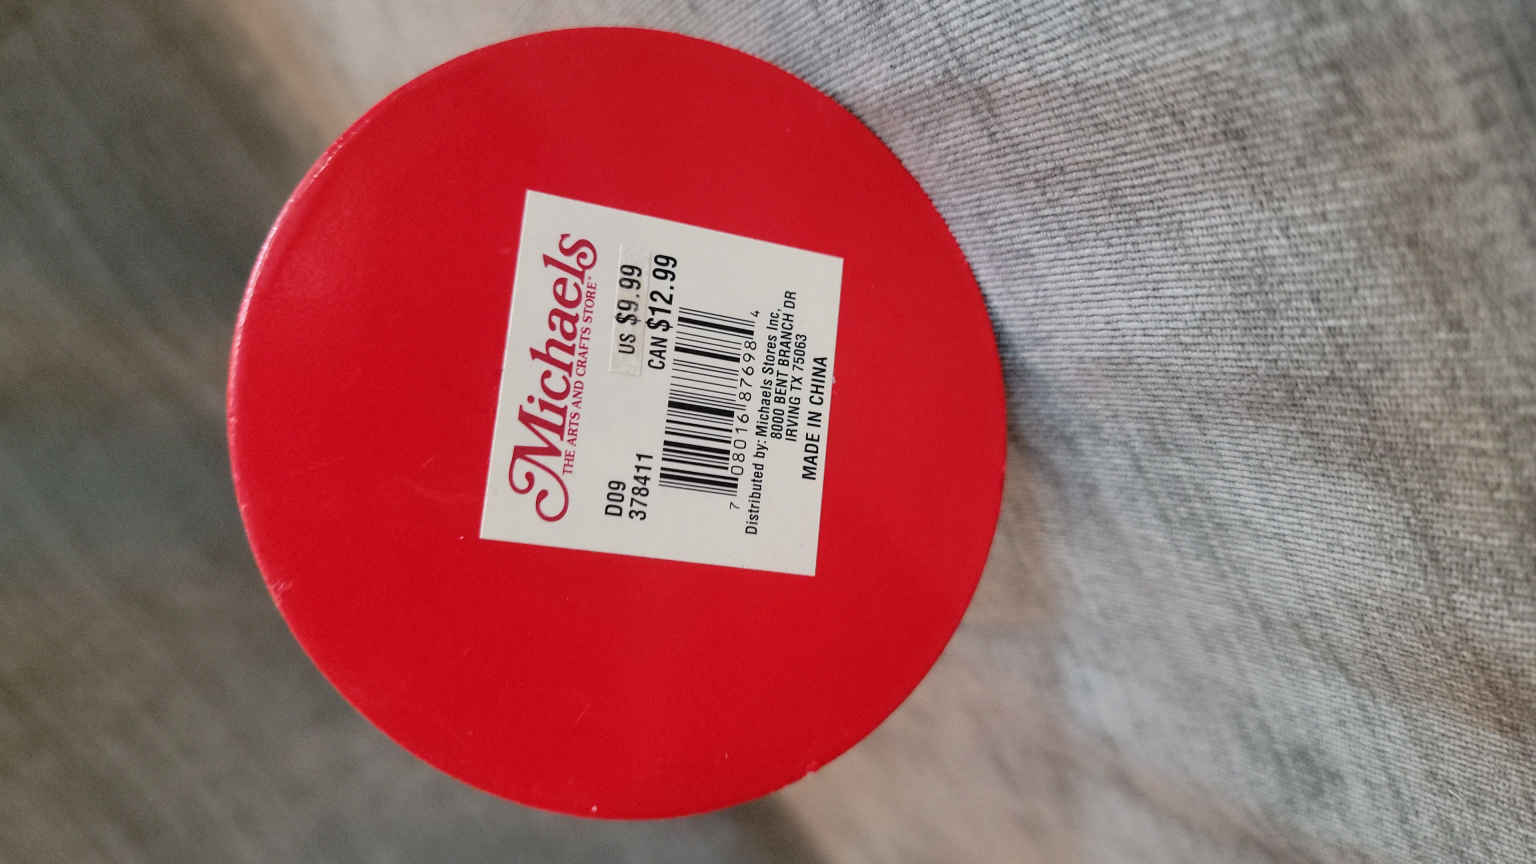 Michaels
THE ARTS AND CRAFTS STORE®
US $9.99
CAN $12.99
D09
378411
7 08016 87698 4
Distributed by: Michaels Stores Inc.
8000 BENT BRANCH DR
IRVING TX 75063
MADE IN CHINA